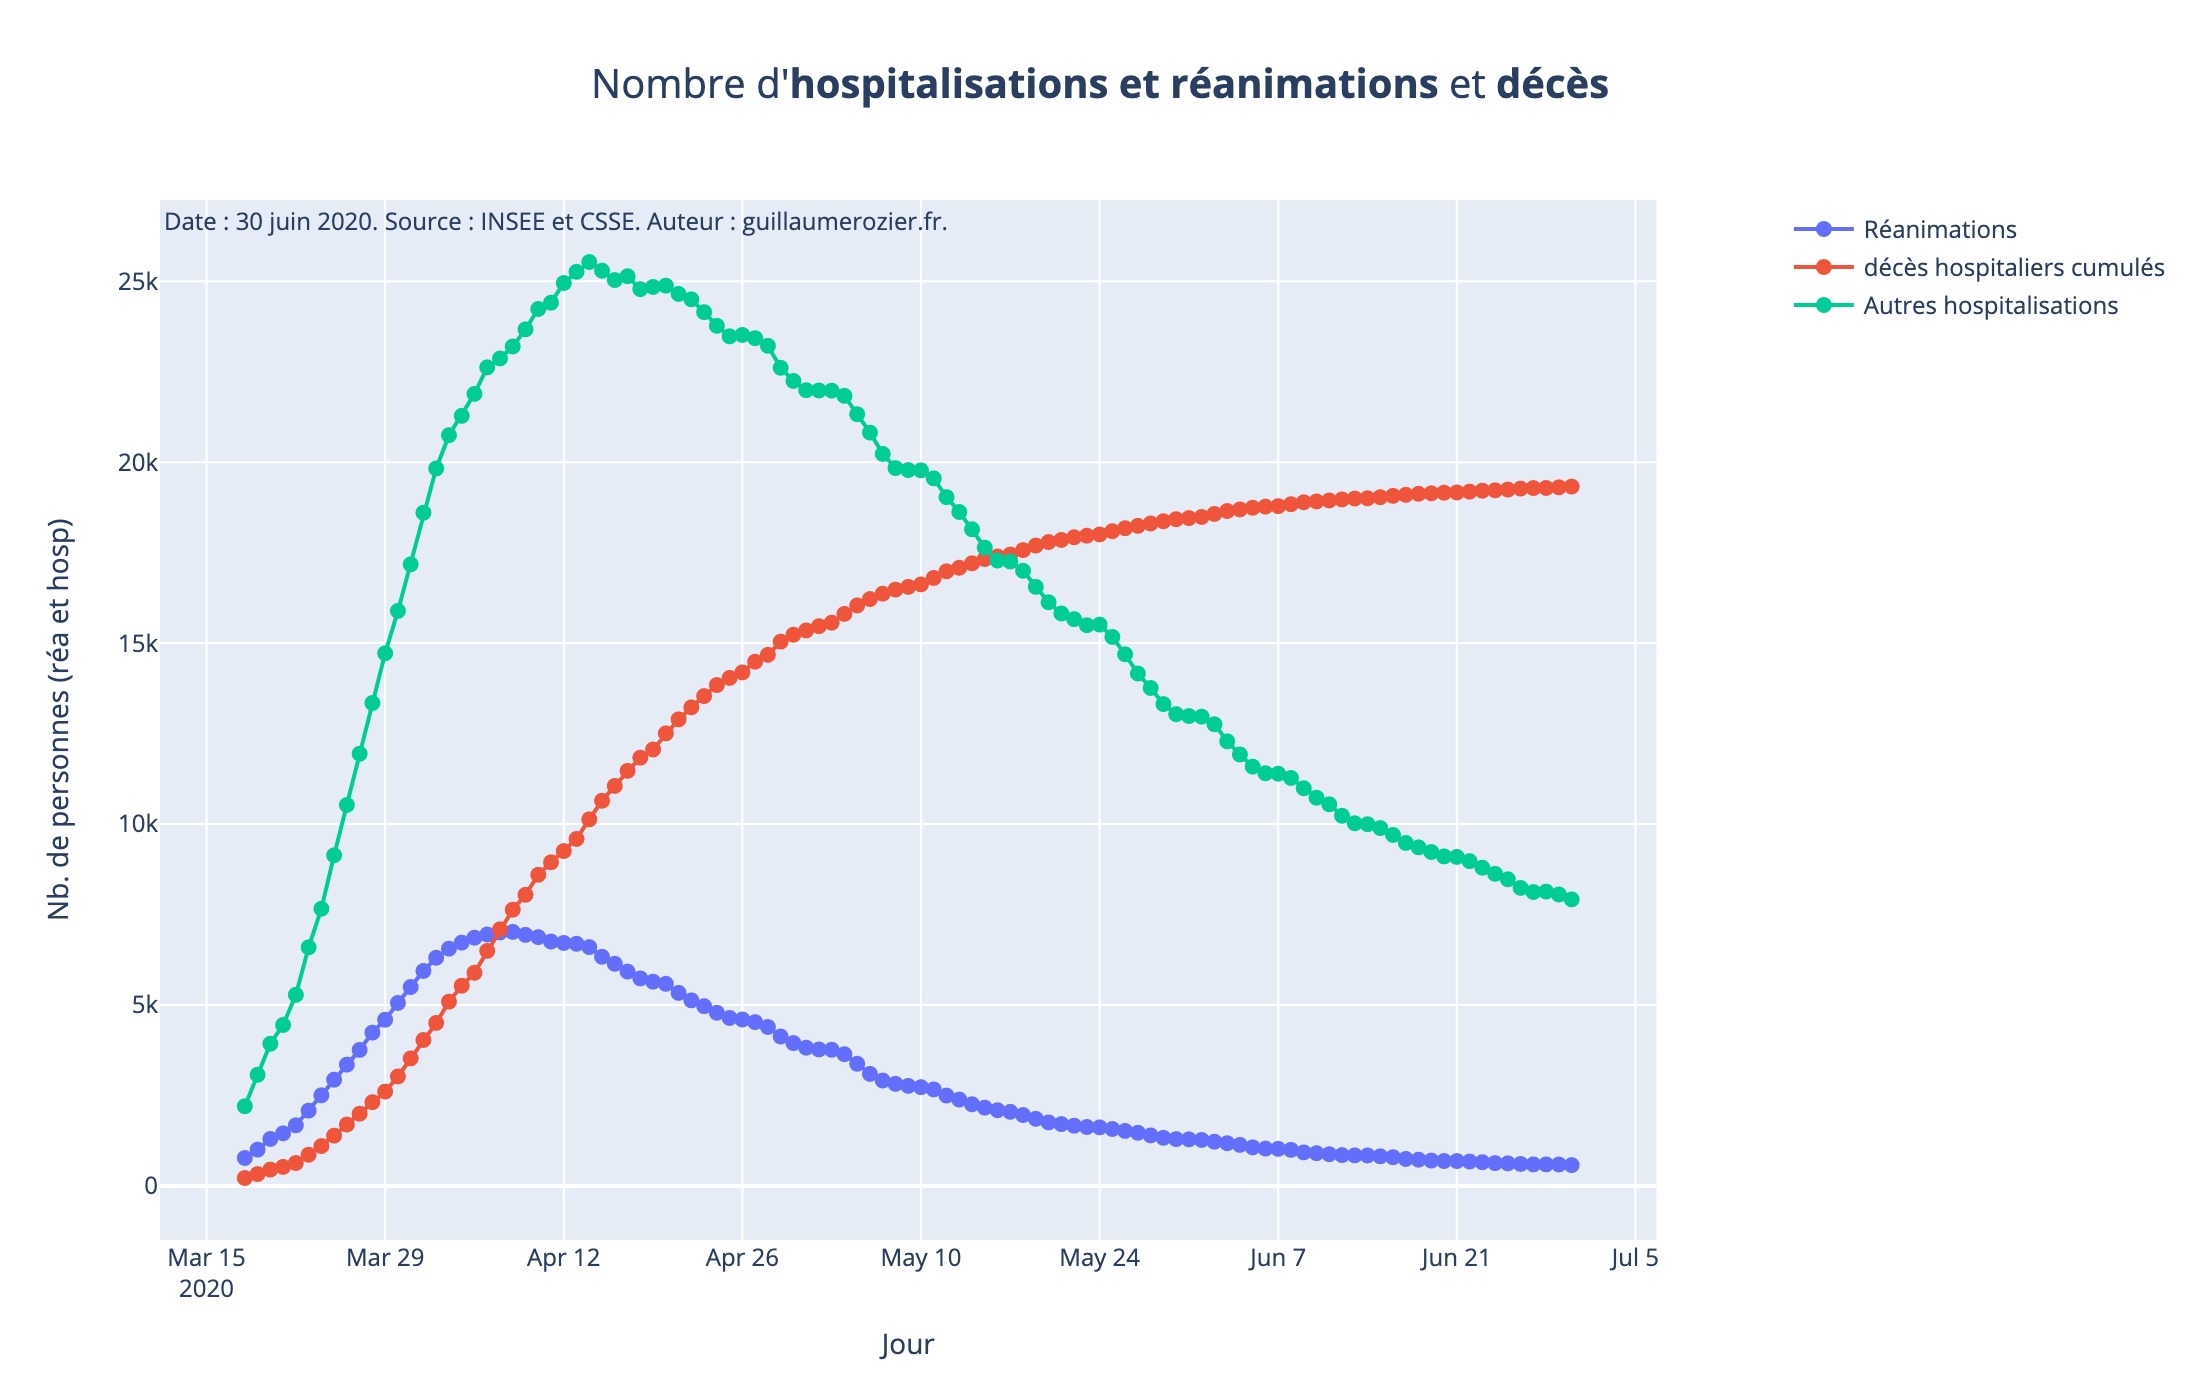 Nombre d'hospitalisations et réanimations et décès
Date : 30 juin 2020. Source : INSEE et CSSE. Auteur : guillaumerozier.fr.
Réanimations
décès hospitaliers cumulés
Autres hospitalisations
25k
20k
15k
10k
5k
0
Nb. de personnes (réa et hosp)
Mar 15 Mar 29 Apr 12 Apr 26 May 10 May 24 Jun 7 Jun 21 Jul 5
2020
Jour